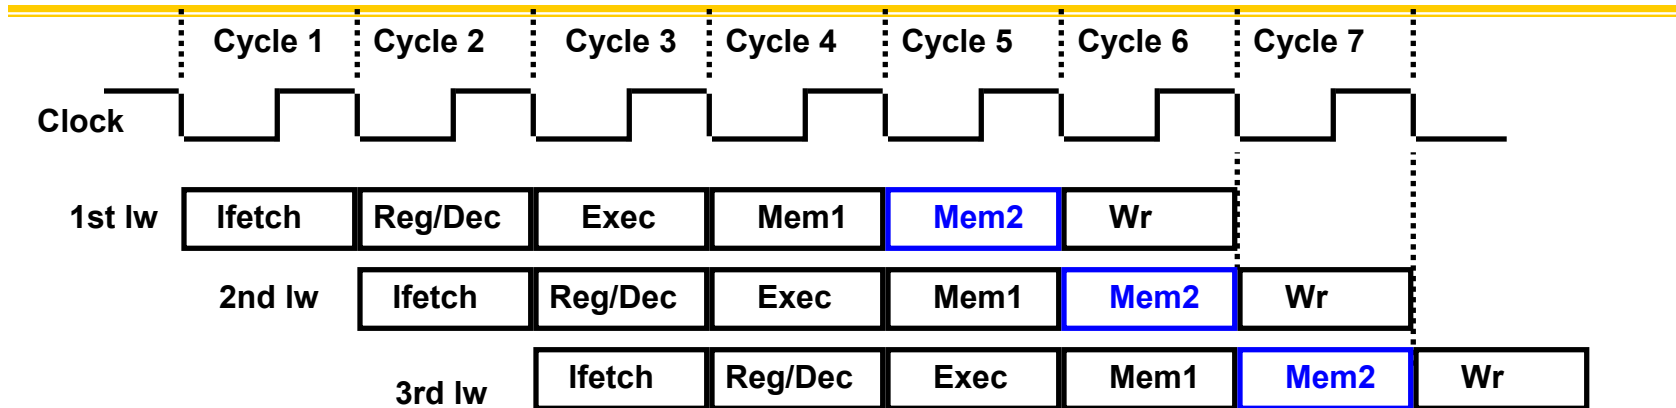 Cycle 1 Cycle 2 Cycle 3 Cycle 4 Cycle 5 Cycle 6 Cycle 7
Clock
1st lw Ifetch Reg/Dec Exec Mem1 Mem2 Wr
2nd lw Ifetch Reg/Dec Exec Mem1 Mem2 Wr
3rd lw Ifetch Reg/Dec Exec Mem1 Mem2 Wr